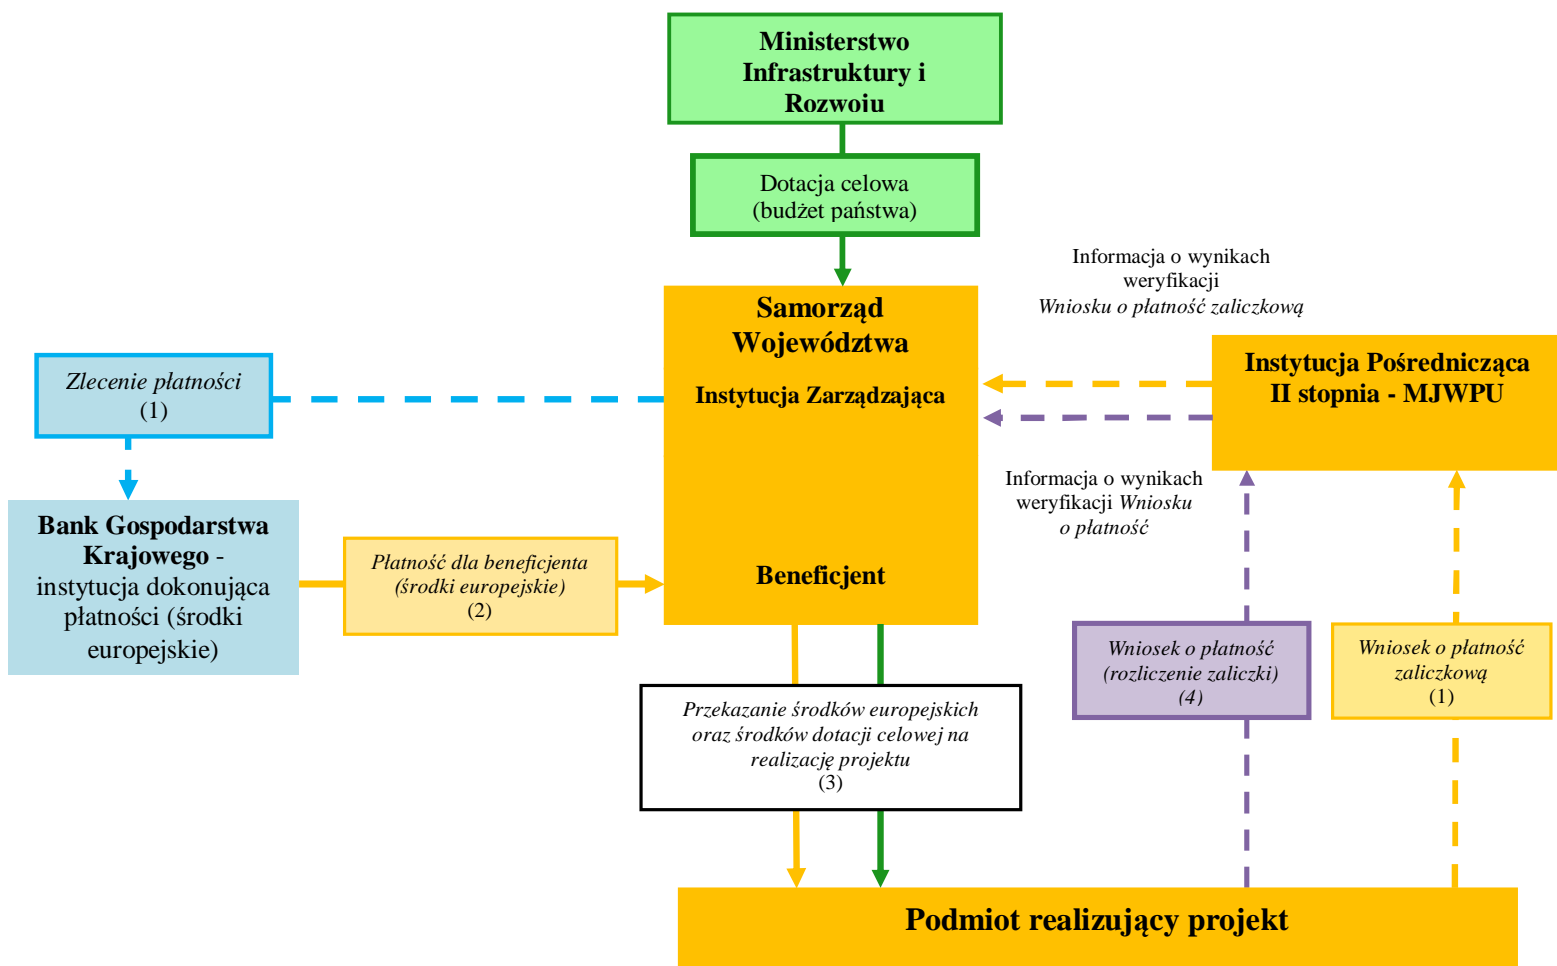 Ministerstwo
Infrastruktury i
Rozwoju
Dotacja celowa
(budżet państwa)
Informacja o wynikach
weryfikacji
Wniosku o płatność zaliczkową
Samorząd
Województwa
Instytucja Zarządzająca
Beneficjent
Instytucja Pośrednicząca
II stopnia - MJWPU
Zlecenie płatności
(1)
Informacja o wynikach
weryfikacji Wniosku
o płatność
Bank Gospodarstwa
Krajowego -
instytucja dokonująca
płatności (środki
europejskie)
Płatność dla beneficjenta
(środki europejskie)
(2)
Wniosek o płatność
(rozliczenie zaliczki)
(4)
Wniosek o płatność
zaliczkową
(1)
Przekazanie środków europejskich
oraz środków dotacji celowej na
realizację projektu
(3)
Podmiot realizujący projekt